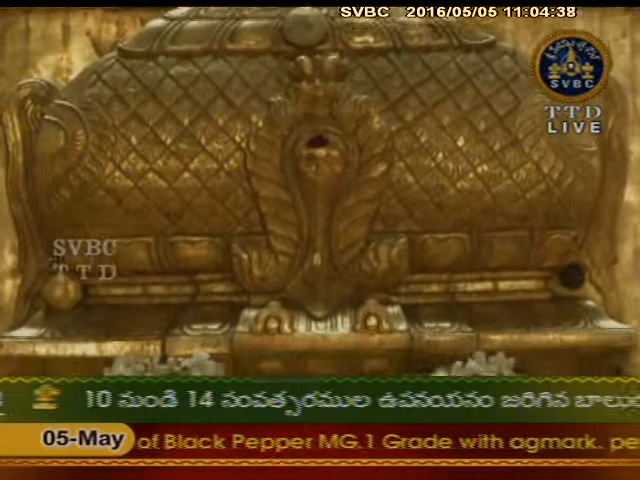 SVBC 2016/05/05 11:04:38
SVBC
TTD
LIVE
SVBC
TTD
10 నుండి 14 సంవత్సరముల ఉపనయనం జరిగిన
05-May of Black Pepper MG.1 Grade with agmark.